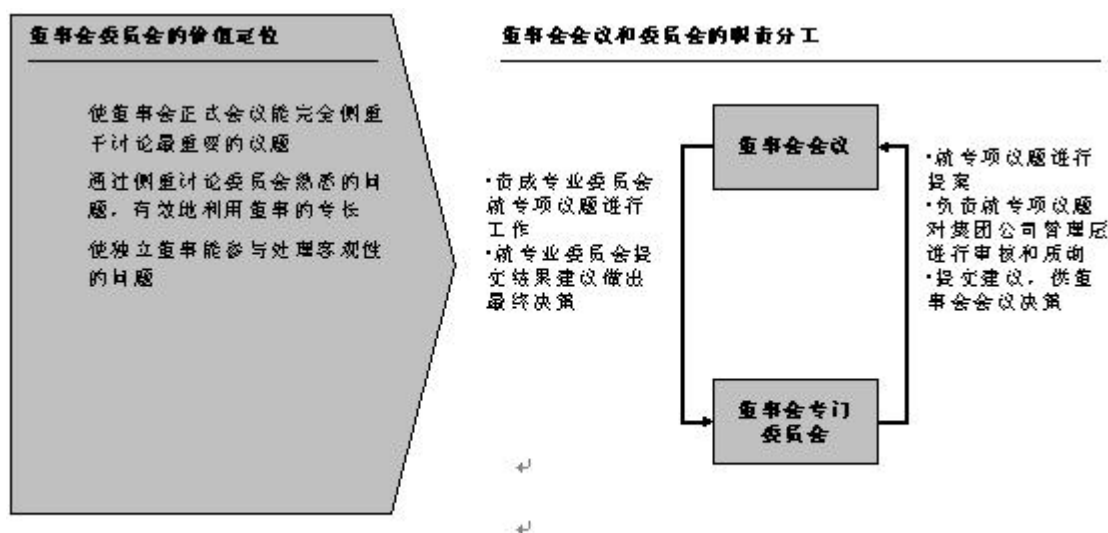 董事会委员会的价值定位
使董事会正式会议能完全侧重
于讨论最重要的议题
通过侧重讨论委员会熟悉的问
题，有效地利用董事的专长
使独立董事能参与处理客观性
的问题
董事会会议和委员会的职责分工
董事会会议
·责成专业委员会
就专项议题进行
工作
·就专业委员会提
交结果建议做出
最终决策
·就专项议题进行
提案
·负责就专项议题
对集团公司管理层
进行审核和质询
·提交建议，供董
事会会议决策
董事会专门
委员会